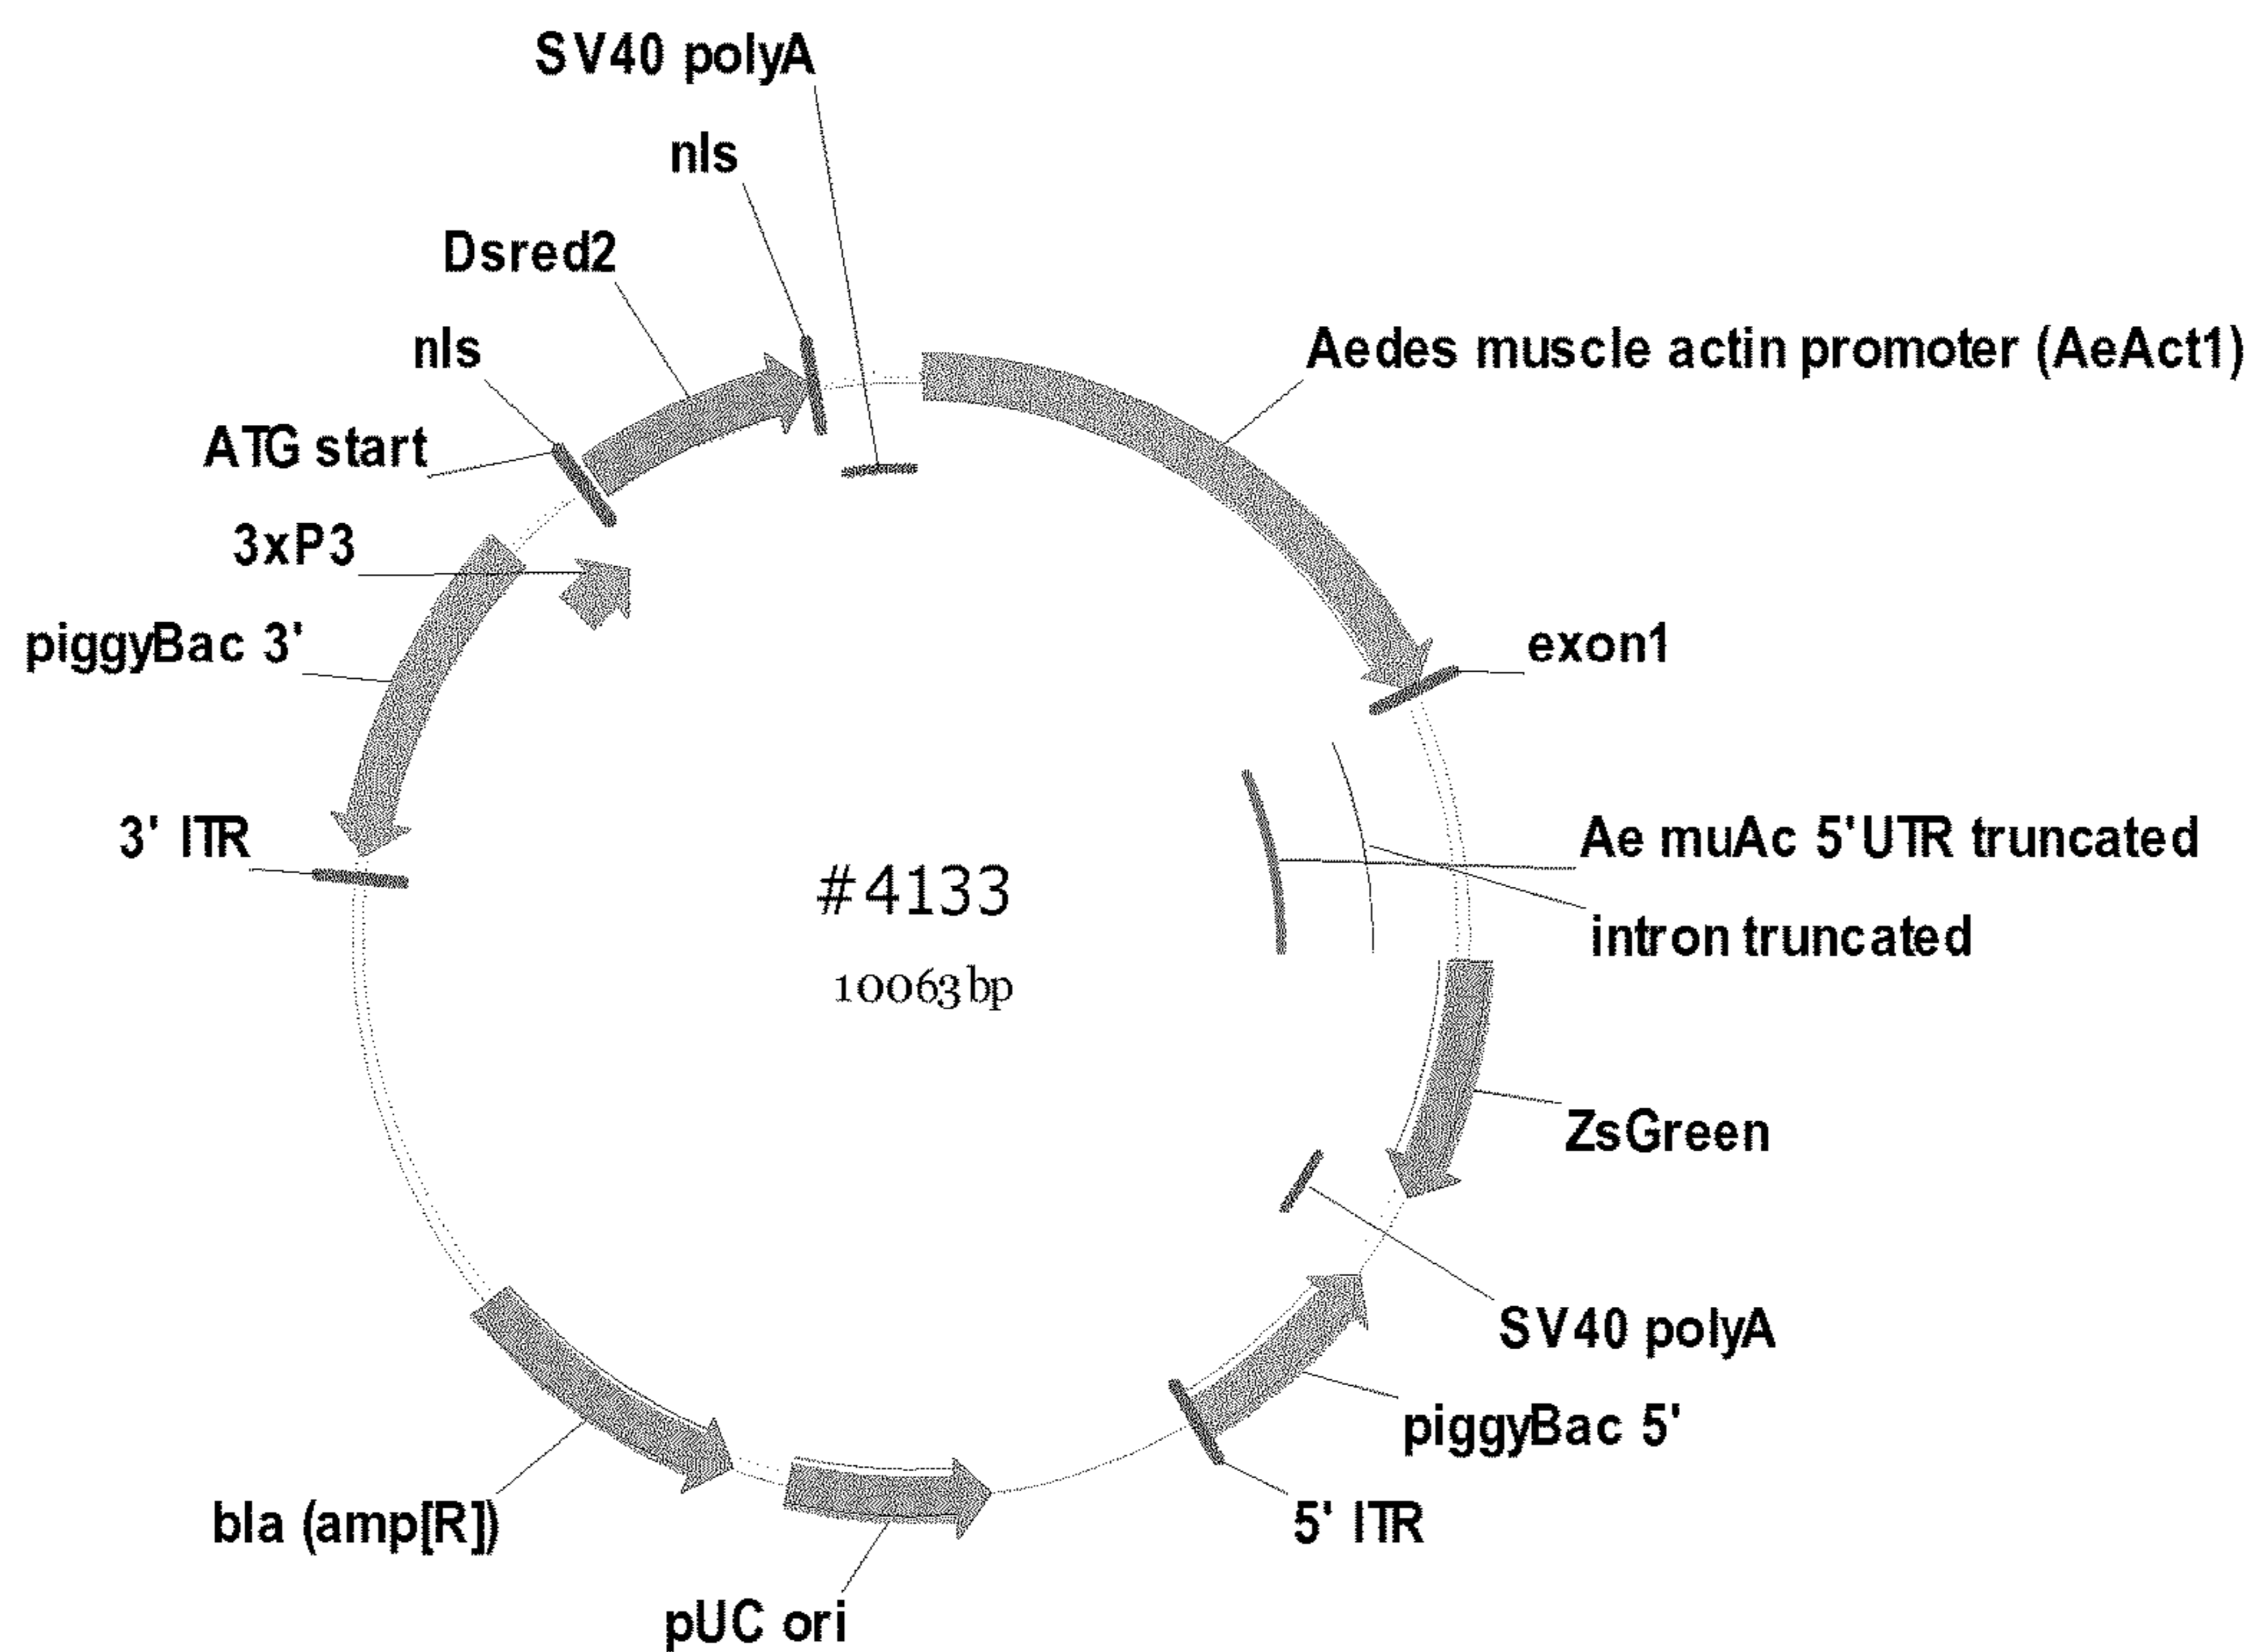 SV40 polyA
nls
Dsred2
nls
Aedes muscle actin promoter (AeAct1)
ATG start
3xP3
piggyBac 3'
exon1
3' ITR
Ae muAc 5'UTR truncated
#4133
intron truncated
10063bp
ZsGreen
SV40 polyA
piggyBac 5'
bla (amp[R])
5' ITR
pUC ori